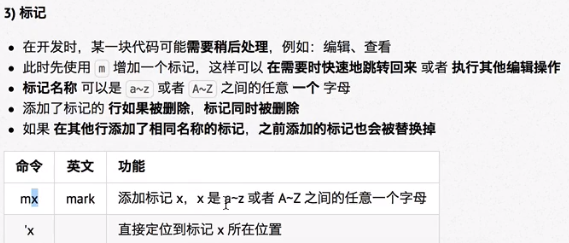 3) 标记
在开发时，某一块代码可能需要稍后处理，例如：编辑、查看
此时先使用 m 增加一个标记，这样可以 在需要时快速地跳转回来 或者 执行其他编辑操作
标记名称 可以是 a~z 或者 A~Z 之间的任意 一个 字母
添加了标记的 行如果被删除，标记同时被删除
如果 在其他行添加了相同名称的标记，之前添加的标记也会被替换掉
命令 英文 功能
mx mark 添加标记 x，x 是 a~z 或者 A~Z 之间的任意一个字母
'x 直接定位到标记 x 所在位置